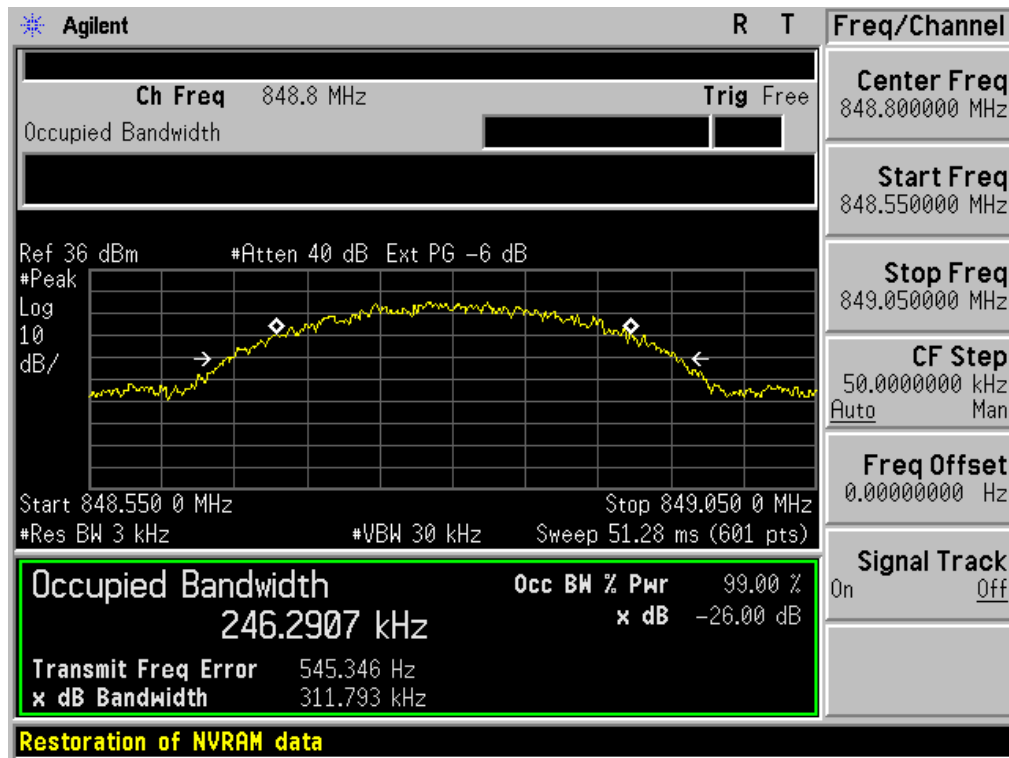 Agilent R T
Ch Freq 848.8 MHz Trig Free
Occupied Bandwidth
Ref 36 dBm #Atten 40 dB Ext PG -6 dB
#Peak
Log
10
dB/
Start 848.550 0 MHz Stop 849.050 0 MHz
#Res BW 3 kHz #VBW 30 kHz Sweep 51.28 ms (601 pts)
Occupied Bandwidth Occ BW % Pwr 99.00 %
246.2907 kHz x dB -26.00 dB
Transmit Freq Error 545.346 Hz
x dB Bandwidth 311.793 kHz
Restoration of NVRAM data
Freq/Channel
Center Freq
848.800000 MHz
Start Freq
848.550000 MHz
Stop Freq
849.050000 MHz
CF Step
50.0000000 kHz
Auto Man
Freq Offset
0.00000000 Hz
Signal Track
On Off